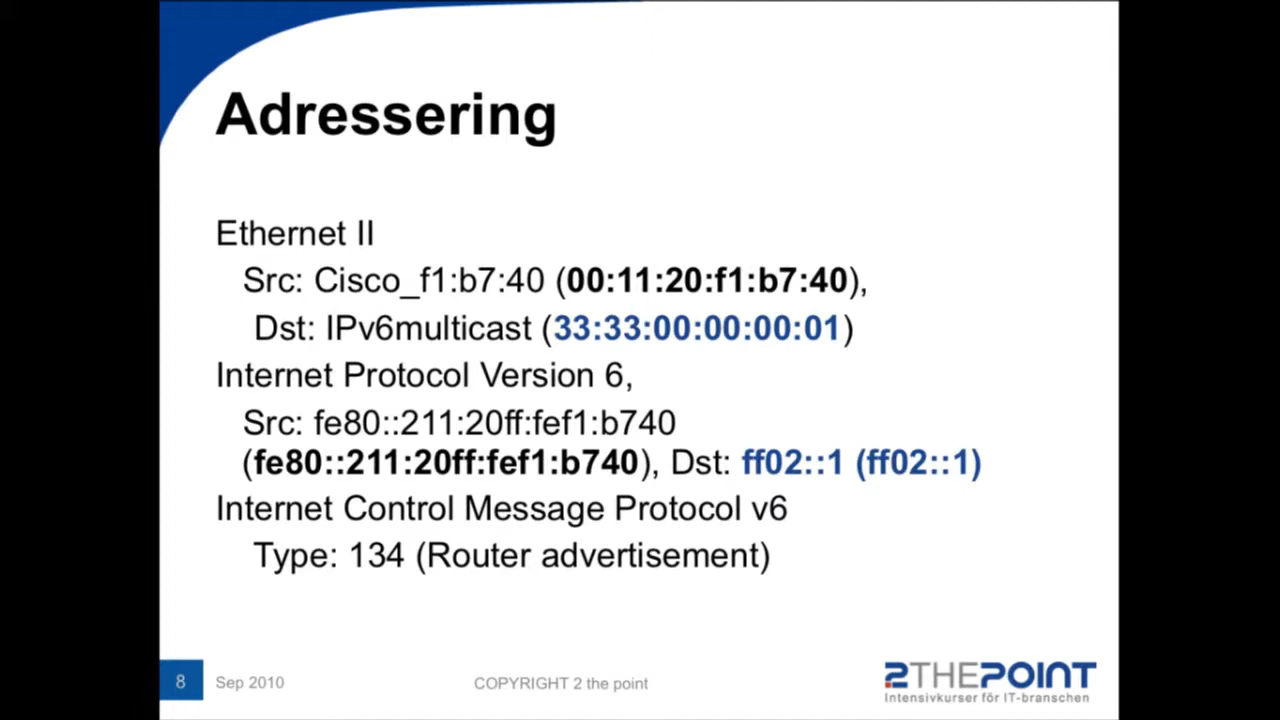 Adressering
Ethernet II
Src: Cisco_f1:b7:40 (00:11:20:f1:b7:40),
Dst: IPv6multicast (33:33:00:00:00:01)
Internet Protocol Version 6,
Src: fe80::211:20ff:fef1:b740
(fe80::211:20ff:fef1:b740), Dst: ff02::1 (ff02::1)
Internet Control Message Protocol v6
Type: 134 (Router advertisement)
8 Sep 2010 COPYRIGHT 2 the point
2THEPOINT
Intensivkurser för IT-branschen